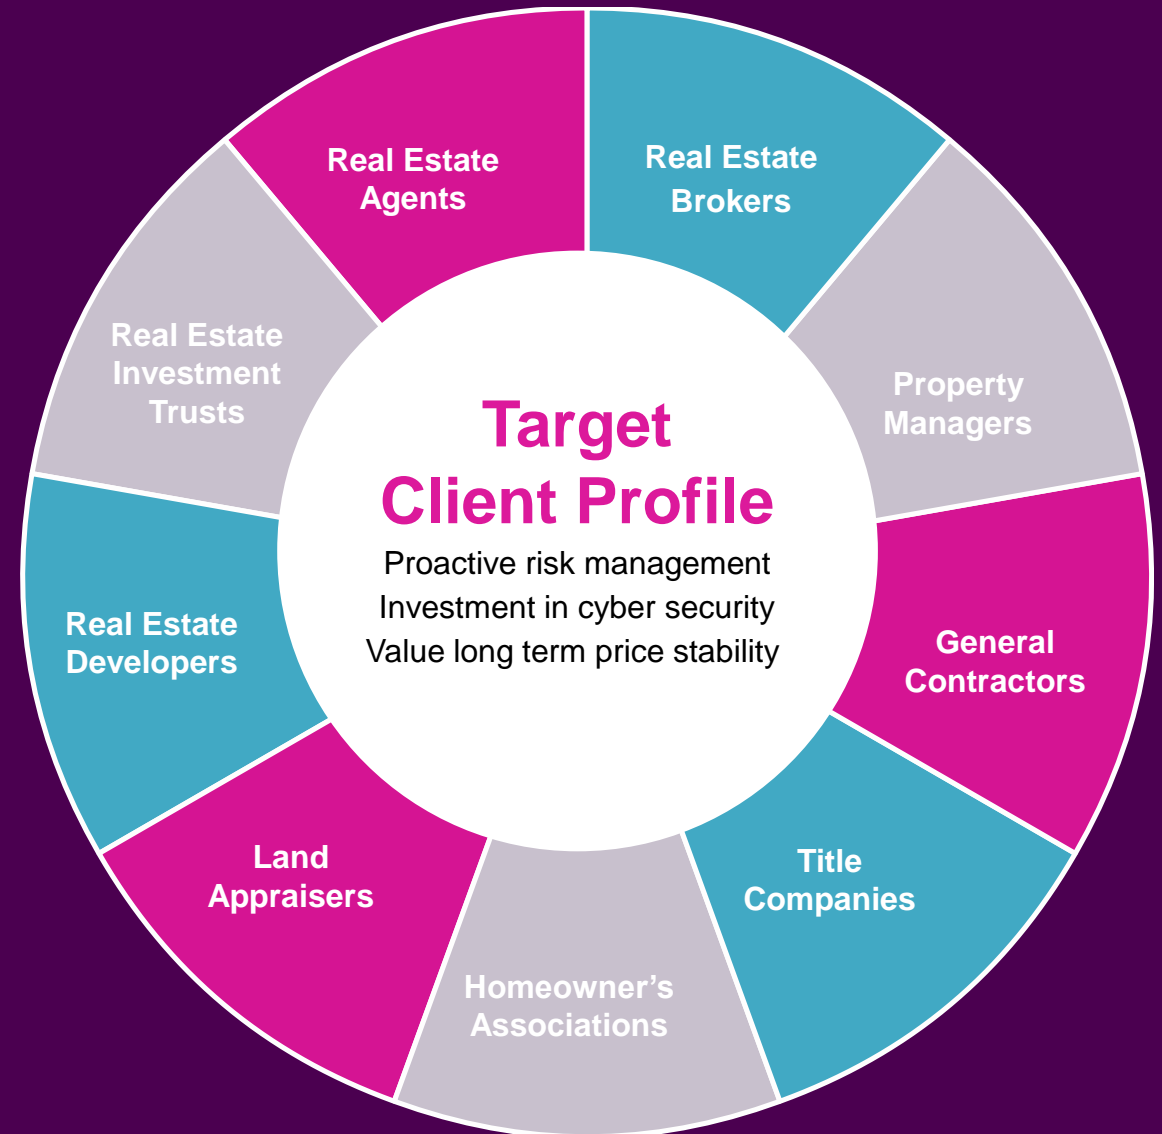 Target
Client Profile
Proactive risk management
Investment in cyber security
Value long term price stability
Real Estate
Brokers
Property
Managers
General
Contractors
Title
Companies
Homeowner’s
Associations
Land
Appraisers
Real Estate
Developers
Real Estate
Investment
Trusts
Real Estate
Agents